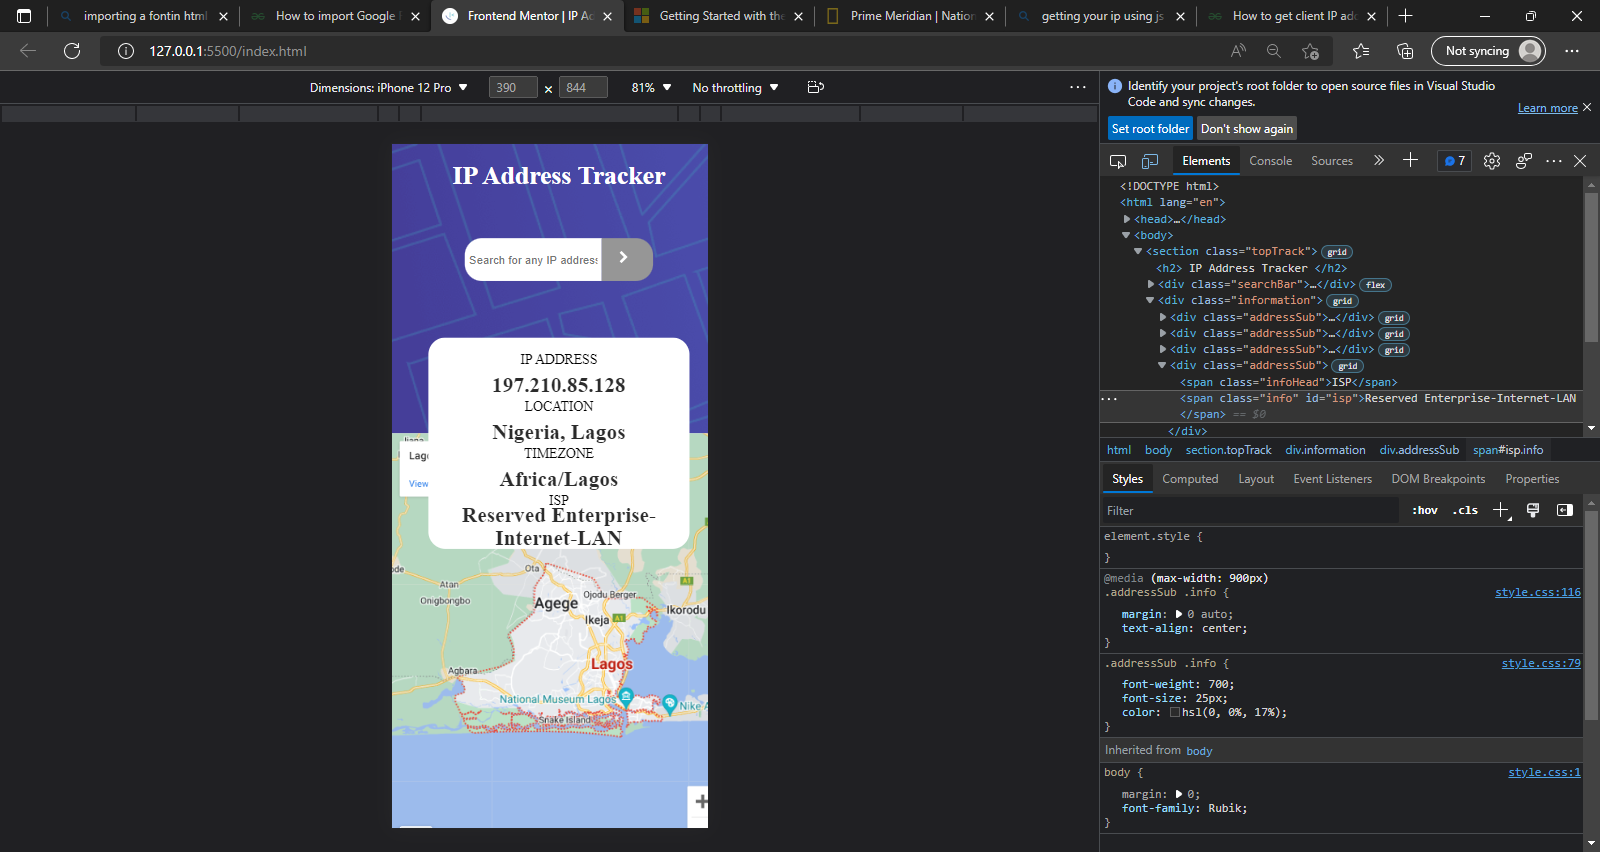 importing a fontin html
How to import Google F
Frontend Mentor | IP Ad
Getting Started with the
Prime Meridian | Nation
getting your ip using js
How to get client IP add
127.0.0.1:5500/index.html
Not syncing
Dimensions: iPhone 12 Pro
390
×
844
81%
No throttling
IP Address Tracker
Search for any IP address
IP ADDRESS
197.210.85.128
LOCATION
Nigeria, Lagos
TIMEZONE
Africa/Lagos
ISP
Reserved Enterprise-
Internet-LAN
Lago
View
Ota
Atan
Onigbongbo
Agege
Ojodu Berger
A1
Ikeja
A1
Ikorodu
Lagos
Agbara
National Museum Lagos
Nike A
Snake Island
Identify your project's root folder to open source files in Visual Studio
Code and sync changes.
Learn more
Set root folder
Don't show again
Elements
Console
Sources
7
<!DOCTYPE html>
<html lang="en">
<head>…</head>
<body>
<section class="topTrack"> grid
<h2> IP Address Tracker </h2>
<div class="searchBar">…</div> flex
<div class="information"> grid
<div class="addressSub">…</div> grid
<div class="addressSub">…</div> grid
<div class="addressSub">…</div> grid
<div class="addressSub"> grid
<span class="infoHead">ISP</span>
<span class="info" id="isp">Reserved Enterprise-Internet-LAN
</span> == $0
</div>
html body section.topTrack div.information div.addressSub span#isp.info
Styles
Computed
Layout
Event Listeners
DOM Breakpoints
Properties
Filter
:hov
.cls
element.style {
}
@media (max-width: 900px)
.addressSub .info {
style.css:116
margin: 0 auto;
text-align: center;
}
.addressSub .info {
style.css:79
font-weight: 700;
font-size: 25px;
color: hsl(0, 0%, 17%);
}
Inherited from body
body {
style.css:1
margin: 0;
font-family: Rubik;
}